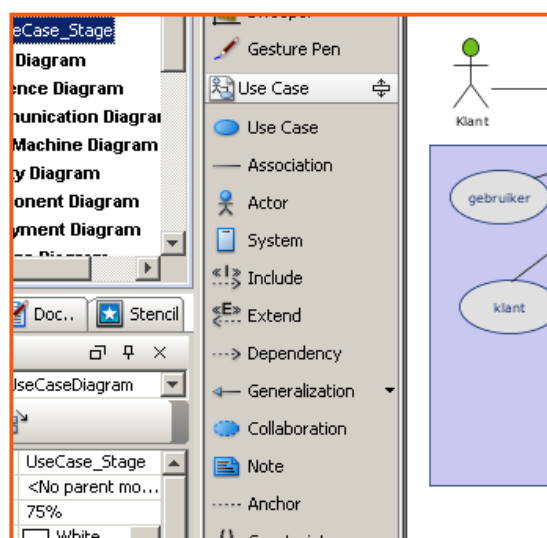 eCase_Stage
Diagram
ence Diagram
unication Diagra
Machine Diagram
y Diagram
onent Diagram
yment Diagram
Doc..
Stencil
UseCaseDiagram
UseCase_Stage
<No parent mo...
75%
White
Sweeper
Gesture Pen
Use Case
Use Case
Association
Actor
System
«I»
Include
«E»
Extend
Dependency
Generalization
Collaboration
Note
Anchor
Klant
gebruiker
klant